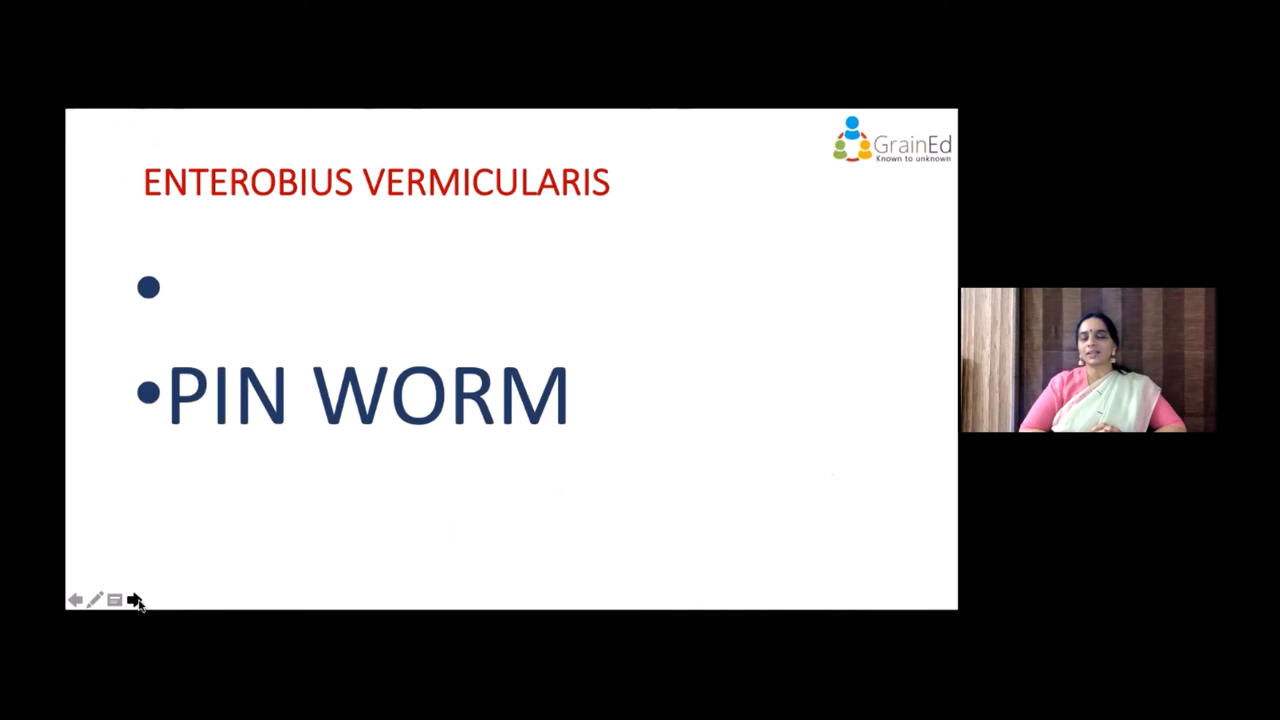 GrainEd
Known to unknown
ENTEROBIUS VERMICULARIS
•
•PIN WORM